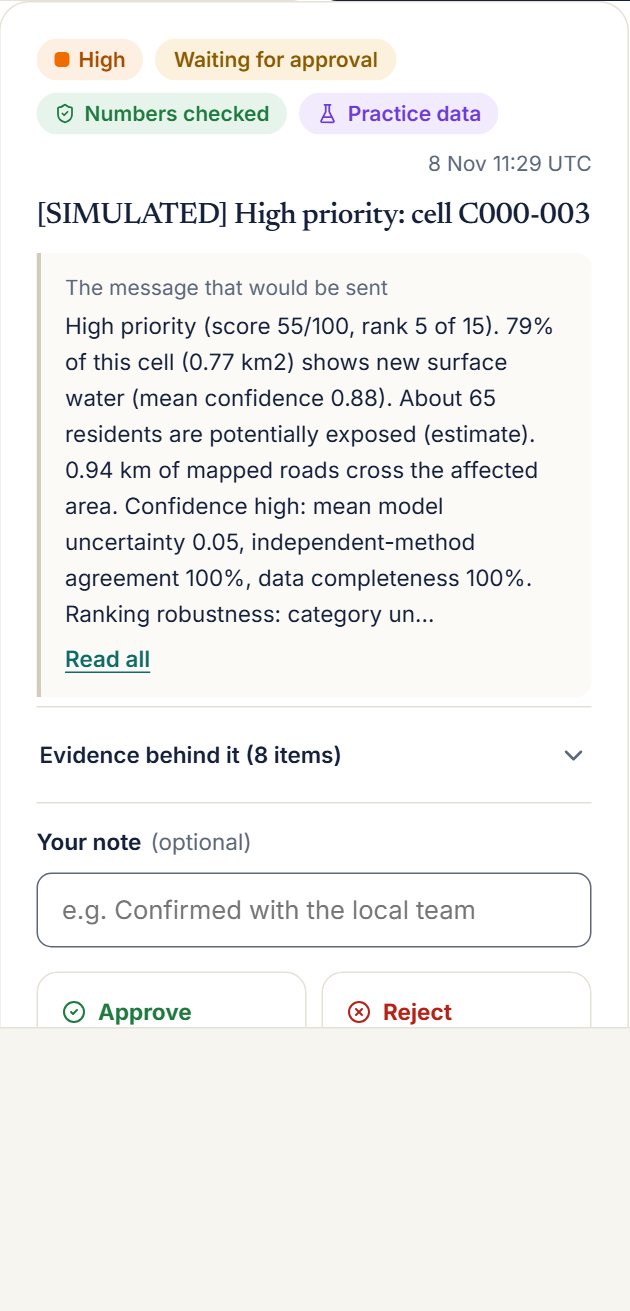 High
Waiting for approval
Numbers checked
Practice data
8 Nov 11:29 UTC
[SIMULATED] High priority: cell C000-003
The message that would be sent
High priority (score 55/100, rank 5 of 15). 79%
of this cell (0.77 km2) shows new surface
water (mean confidence 0.88). About 65
residents are potentially exposed (estimate).
0.94 km of mapped roads cross the affected
area. Confidence high: mean model
uncertainty 0.05, independent-method
agreement 100%, data completeness 100%.
Ranking robustness: category un...
Read all
Evidence behind it (8 items)
Your note (optional)
e.g. Confirmed with the local team
Approve
Reject